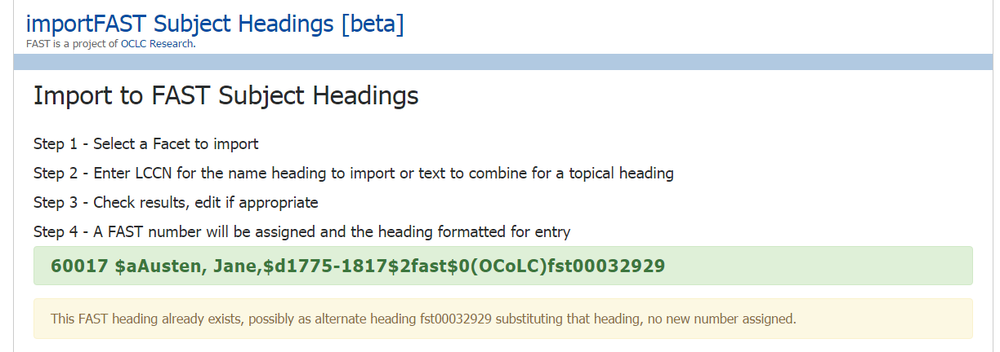 importFAST Subject Headings [beta]
FAST is a project of OCLC Research.
Import to FAST Subject Headings
Step 1 - Select a Facet to import
Step 2 - Enter LCCN for the name heading to import or text to combine for a topical heading
Step 3 - Check results, edit if appropriate
Step 4 - A FAST number will be assigned and the heading formatted for entry
60017 $aAusten, Jane,$d1775-1817$2fast$0(OCoLC)fst00032929
This FAST heading already exists, possibly as alternate heading fst00032929 substituting that heading, no new number assigned.